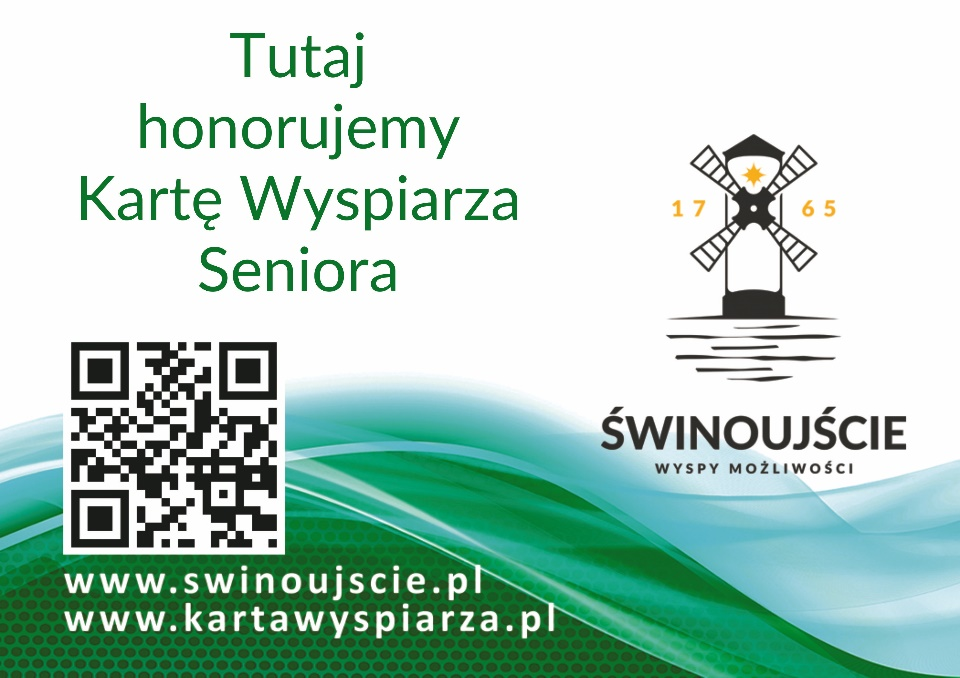 Tutaj
honorujemy
Kartę Wyspiarza
Seniora
17 65
ŚWINOUJŚCIE
WYSPY MOŻLIWOŚCI
www.swinoujscie.pl
www.kartawyspiarza.pl